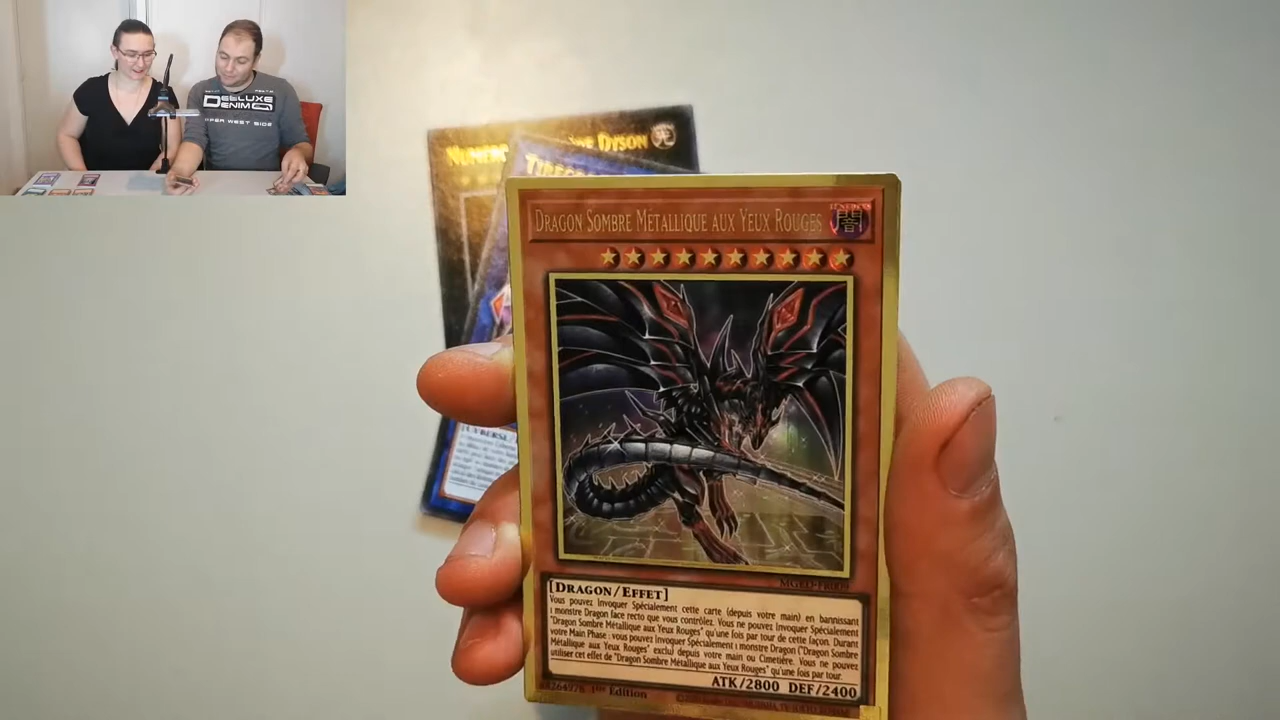 DEELUXE
DENIM
DYSON
DRAGON SOMBRE MÉTALLIQUE AUX YEUX ROUGES
闇
[DRAGON/EFFET]
Vous pouvez Invoquer Spécialement cette carte (depuis votre main) en bannissant
1 monstre Dragon face recto que vous contrôlez. Vous ne pouvez Invoquer Spécialement
"Dragon Sombre Métallique aux Yeux Rouges" qu'une fois par tour de cette façon. Durant
votre Main Phase : vous pouvez Invoquer Spécialement 1 monstre Dragon ("Dragon Sombre
Métallique aux Yeux Rouges" exclu) depuis votre main ou Cimetière. Vous ne pouvez
utiliser cet effet de "Dragon Sombre Métallique aux Yeux Rouges" qu'une fois par tour.
ATK/2800 DEF/2400
1re Edition